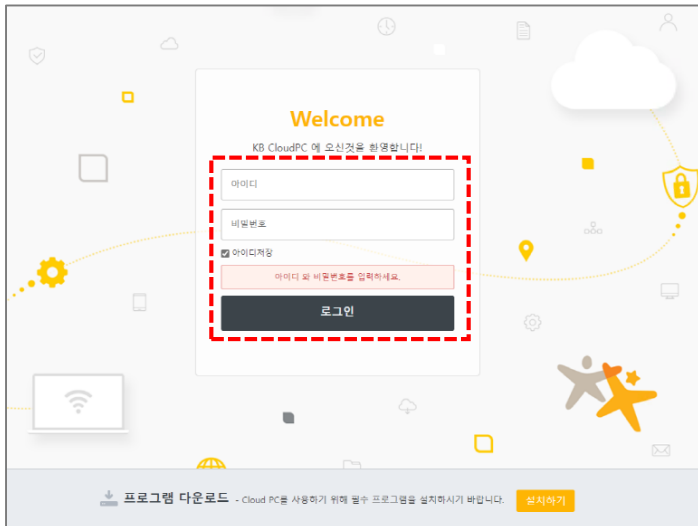 Welcome
KB CloudPC 에 오신것을 환영합니다!
아이디
비밀번호
아이디저장
아이디 와 비밀번호를 입력하세요.
로그인
프로그램 다운로드 - Cloud PC를 사용하기 위해 필수 프로그램을 설치하시기 바랍니다. 설치하기